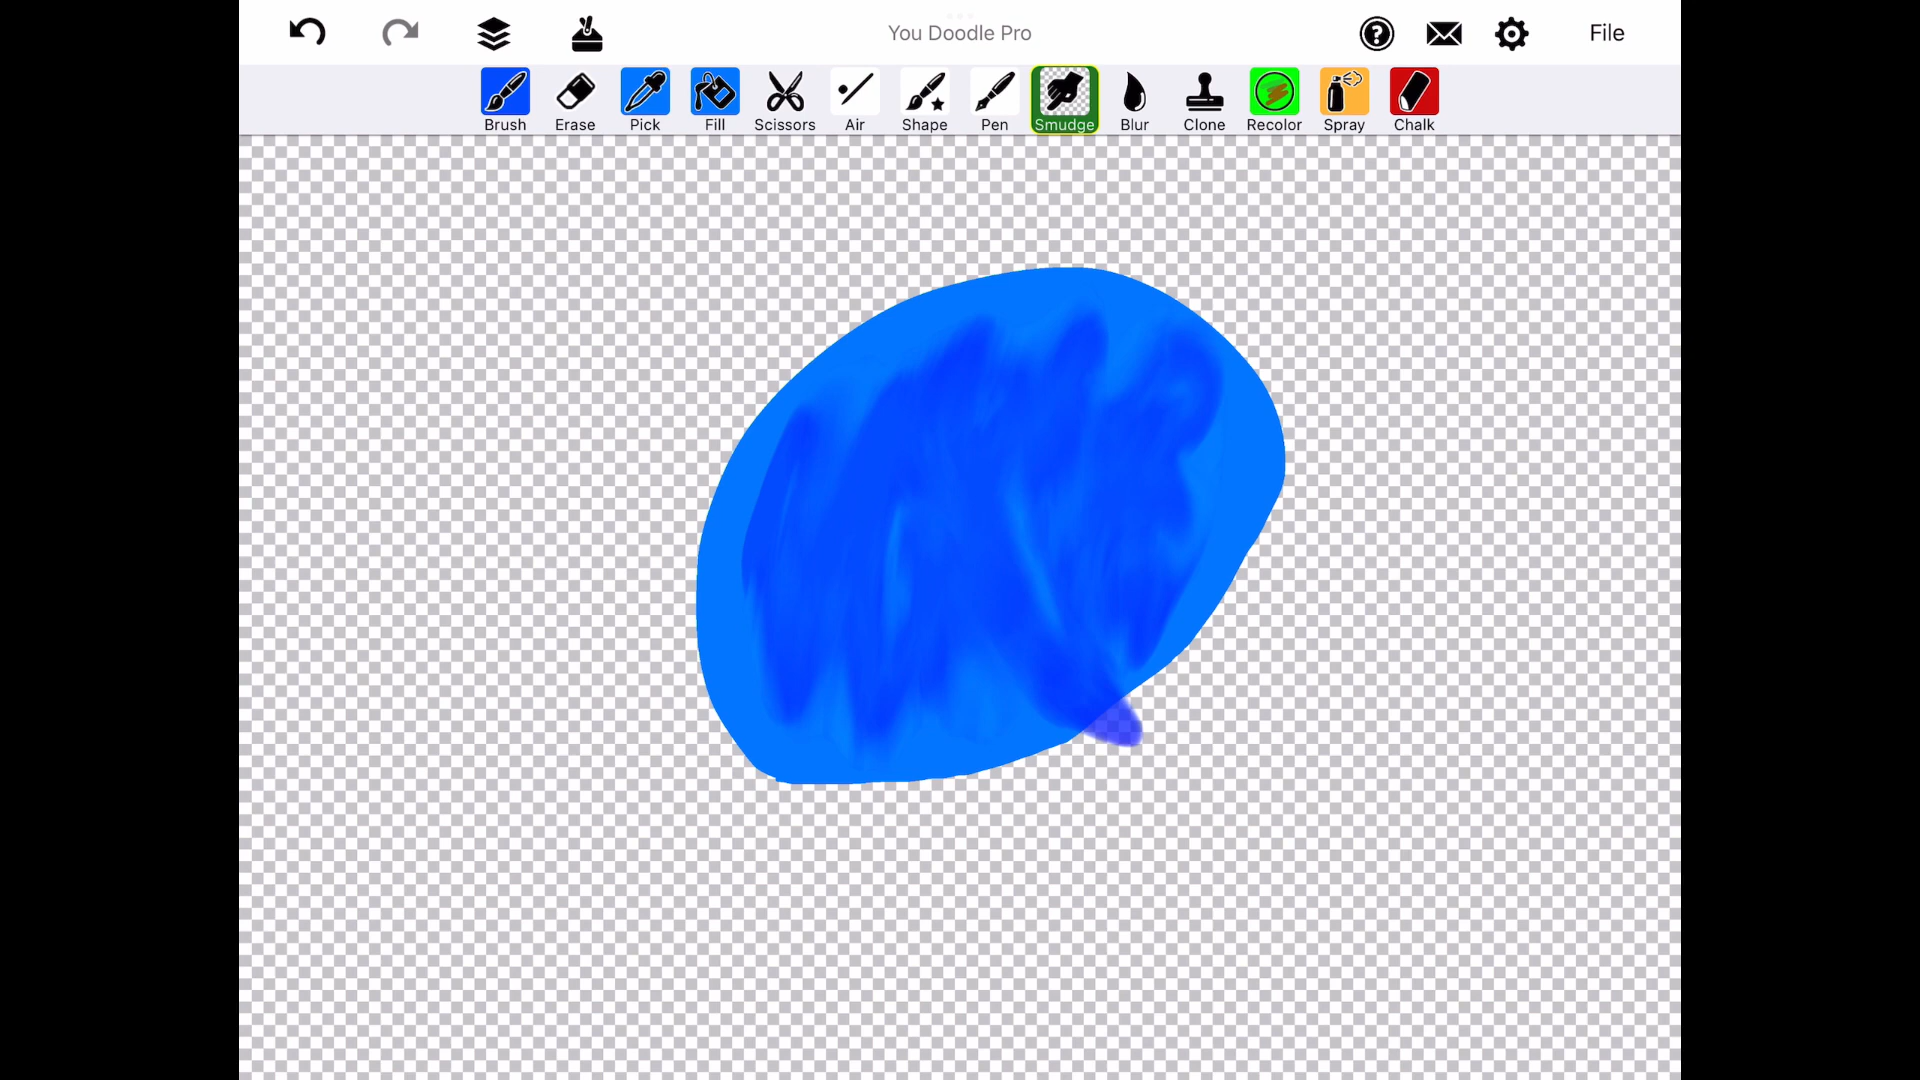 You Doodle Pro
File
Brush Erase Pick Fill Scissors Air Shape Pen Smudge Blur Clone Recolor Spray Chalk